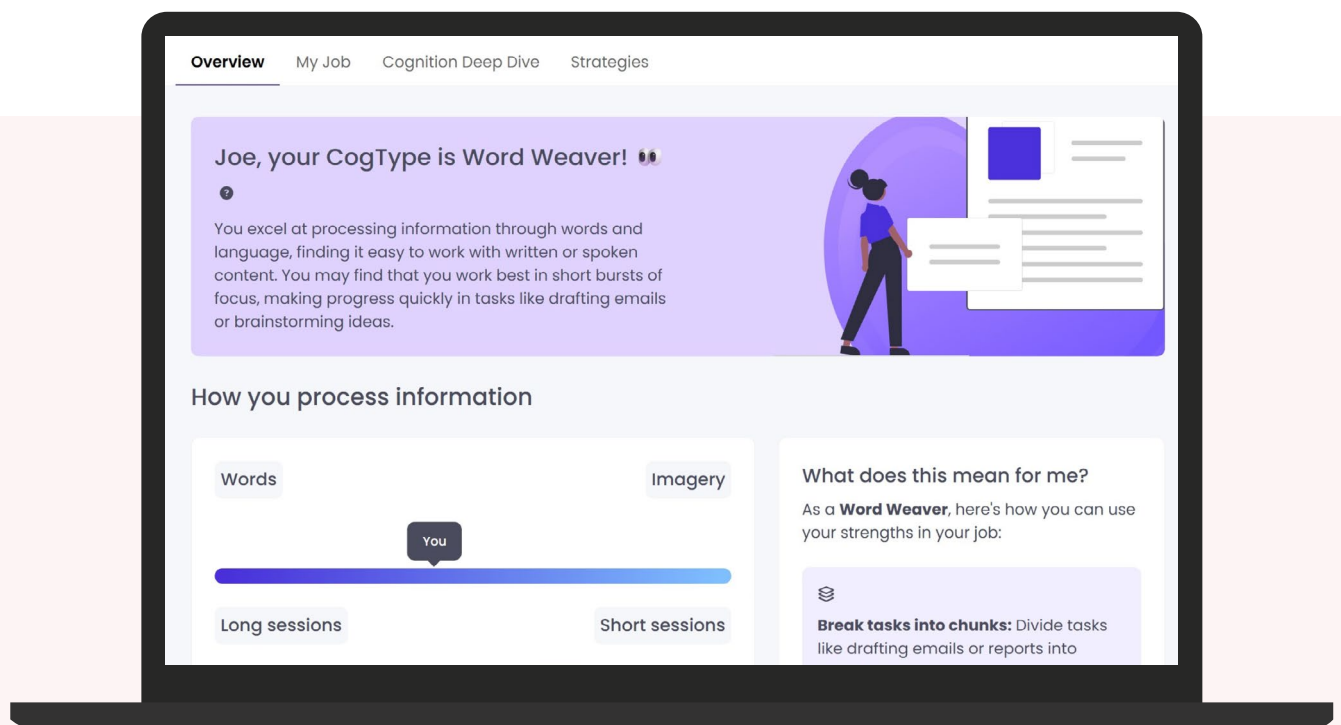 Overview My Job Cognition Deep Dive Strategies
Joe, your CogType is Word Weaver! 👀
?
You excel at processing information through words and
language, finding it easy to work with written or spoken
content. You may find that you work best in short bursts of
focus, making progress quickly in tasks like drafting emails
or brainstorming ideas.
How you process information
Words Imagery
You
Long sessions Short sessions
What does this mean for me?
As a Word Weaver, here's how you can use
your strengths in your job:
Break tasks into chunks: Divide tasks
like drafting emails or reports into